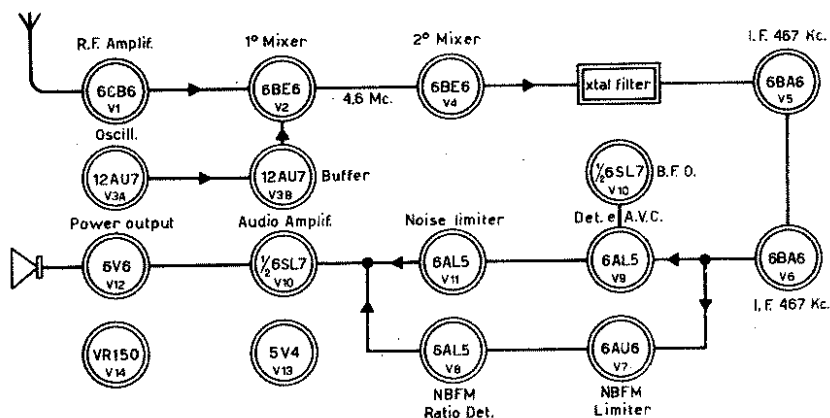 R.F. Amplif.
1° Mixer
2° Mixer
I.F. 467 Kc.
6CB6
V1
6BE6
V2
4.6 Mc.
6BE6
V4
xtal filter
6BA6
V5
Oscill.
12AU7
V3A
12AU7
V3B
Buffer
½6SL7
V10
B.F.O.
Power output
Audio Amplif.
Noise limiter
Det. e A.V.C.
6V6
V12
½6SL7
V10
6AL5
V11
6AL5
V9
6BA6
V6
I.F. 467 Kc.
VR150
V14
5V4
V13
6AL5
V8
6AU6
V7
NBFM
Ratio Det.
NBFM
Limiter